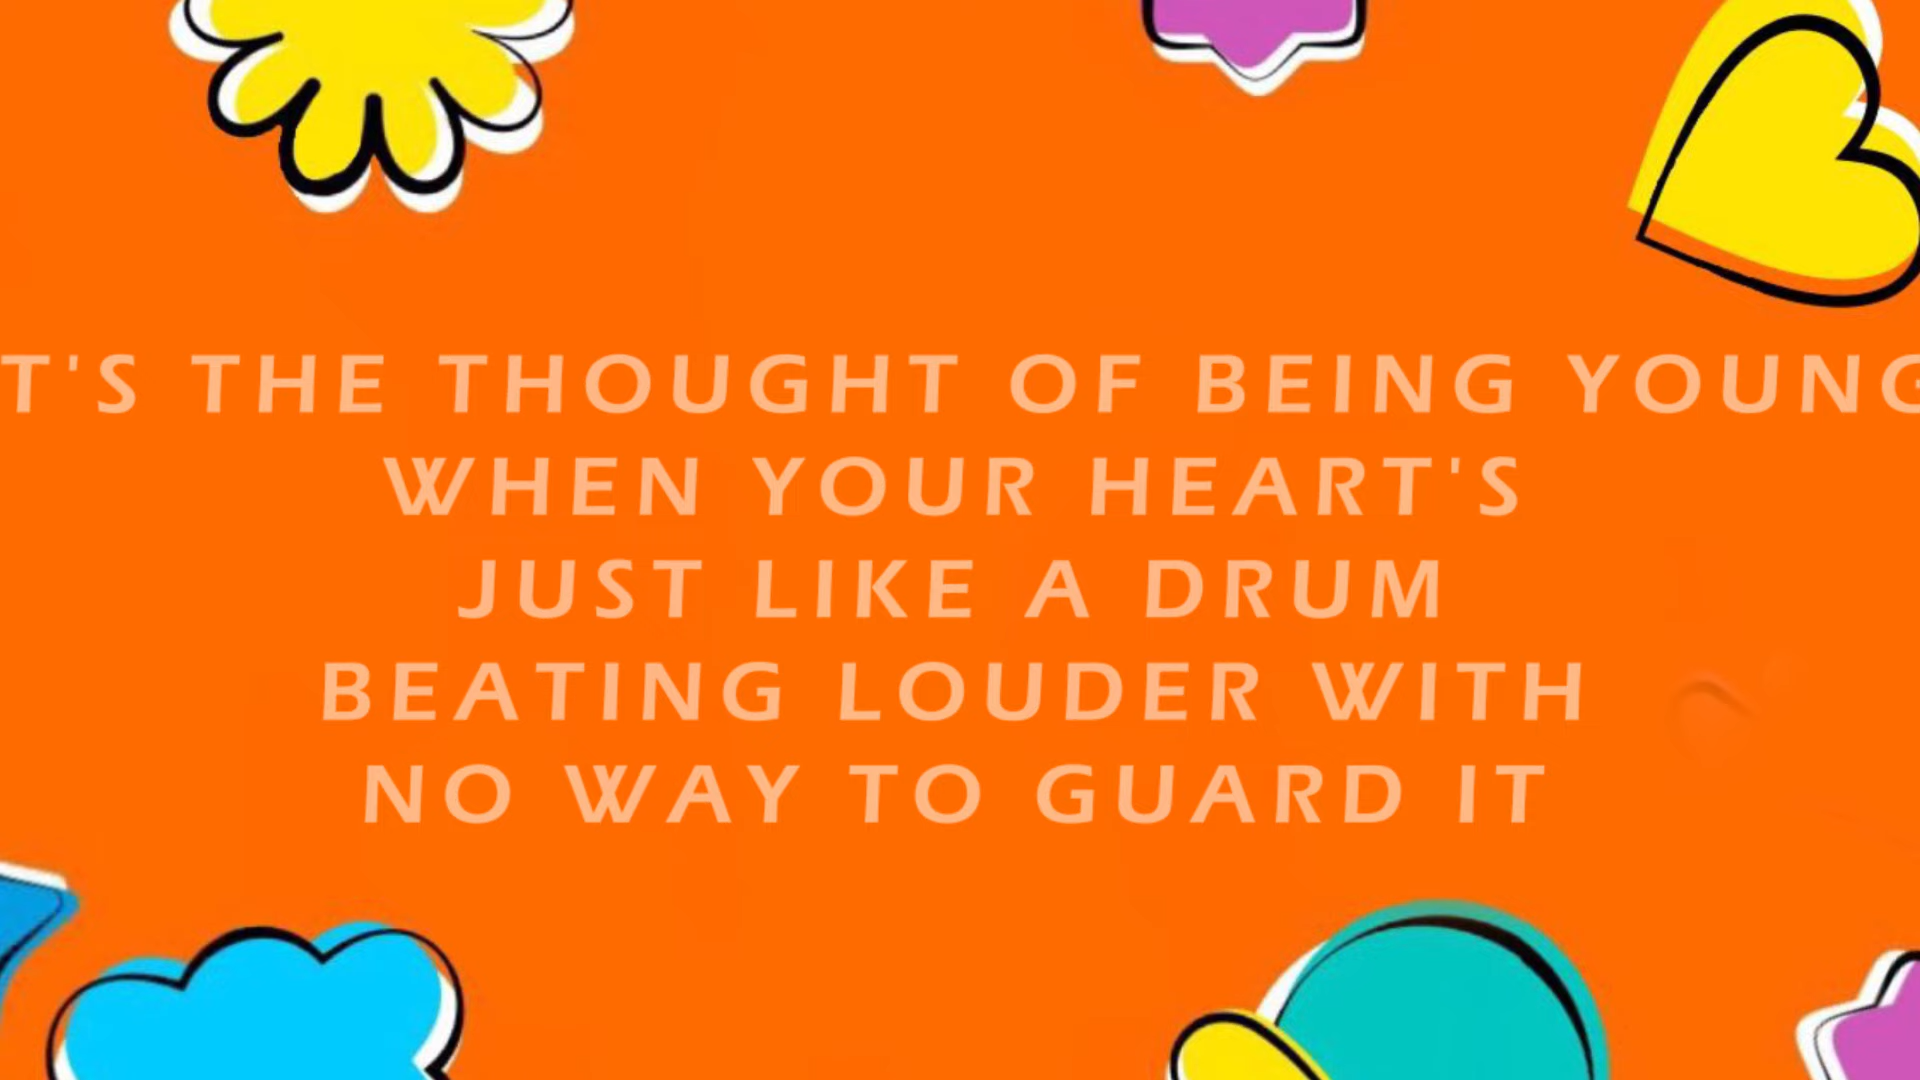 T'S THE THOUGHT OF BEING YOUNG
WHEN YOUR HEART'S
JUST LIKE A DRUM
BEATING LOUDER WITH
NO WAY TO GUARD IT